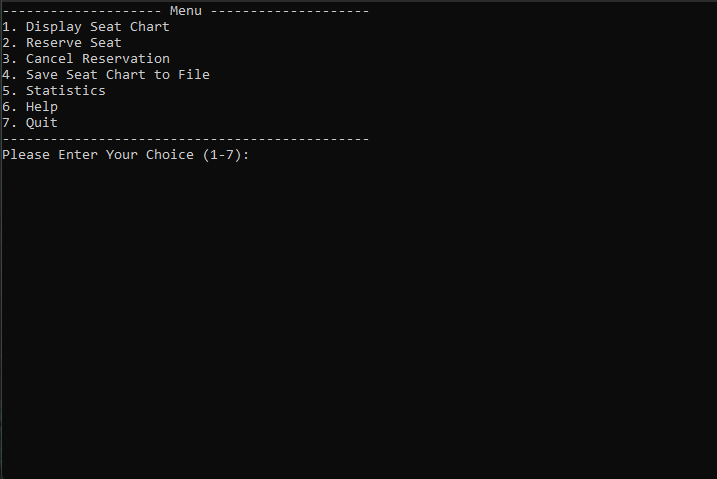 -------------------- Menu --------------------
1. Display Seat Chart
2. Reserve Seat
3. Cancel Reservation
4. Save Seat Chart to File
5. Statistics
6. Help
7. Quit
----------------------------------------------
Please Enter Your Choice (1-7):